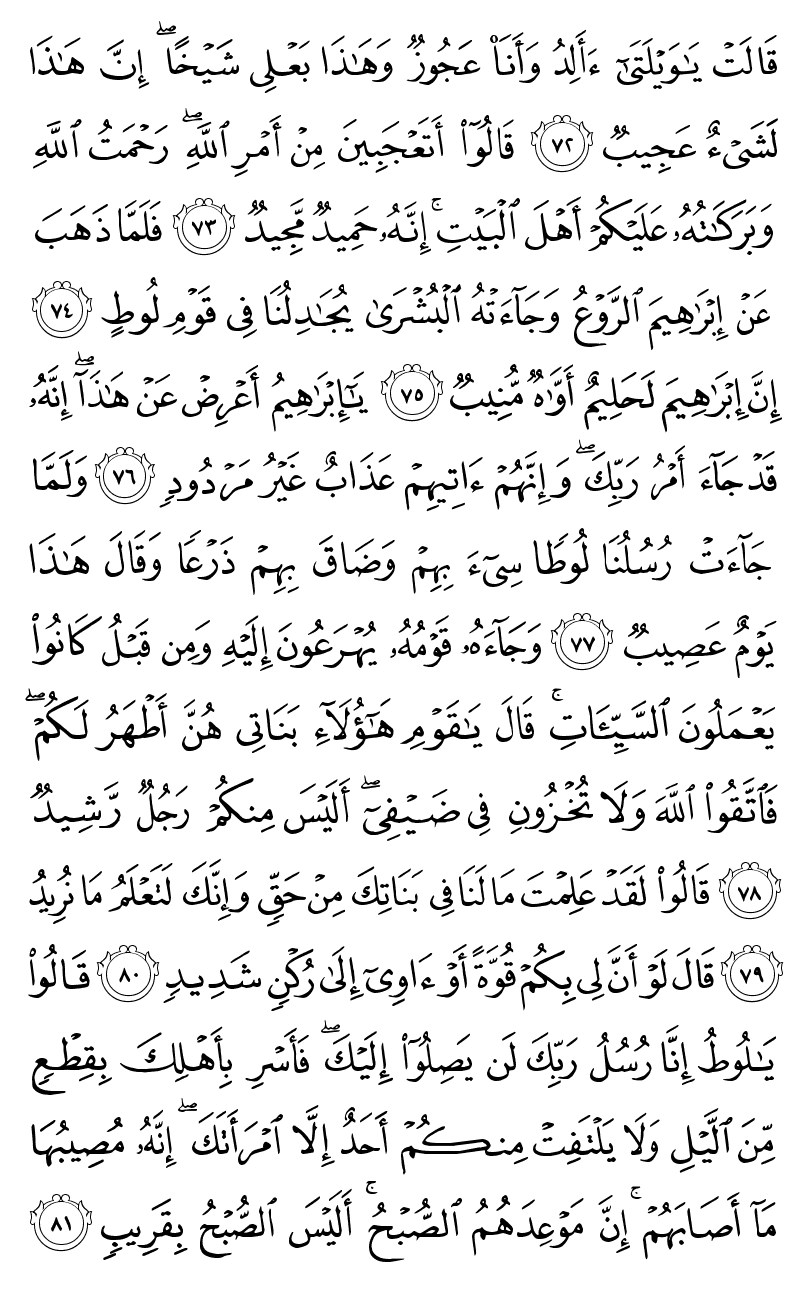 قَالَتْ يَـٰوَيْلَتَىٰٓ ءَأَلِدُ وَأَنَا۠ عَجُوزٌ وَهَـٰذَا بَعْلِى شَيْخًا ۖ إِنَّ هَـٰذَا
لَشَىْءٌ عَجِيبٌ ٧٢ قَالُوٓا۟ أَتَعْجَبِينَ مِنْ أَمْرِ ٱللَّهِ ۖ رَحْمَتُ ٱللَّهِ
وَبَرَكَـٰتُهُۥ عَلَيْكُمْ أَهْلَ ٱلْبَيْتِ ۚ إِنَّهُۥ حَمِيدٌ مَّجِيدٌ ٧٣ فَلَمَّا ذَهَبَ
عَنْ إِبْرَٰهِيمَ ٱلرَّوْعُ وَجَآءَتْهُ ٱلْبُشْرَىٰ يُجَـٰدِلُنَا فِى قَوْمِ لُوطٍ ٧٤
إِنَّ إِبْرَٰهِيمَ لَحَلِيمٌ أَوَّٰهٌ مُّنِيبٌ ٧٥ يَـٰٓإِبْرَٰهِيمُ أَعْرِضْ عَنْ هَـٰذَآ ۖ إِنَّهُۥ
قَدْ جَآءَ أَمْرُ رَبِّكَ ۖ وَإِنَّهُمْ ءَاتِيهِمْ عَذَابٌ غَيْرُ مَرْدُودٍ ٧٦ وَلَمَّا
جَآءَتْ رُسُلُنَا لُوطًا سِىٓءَ بِهِمْ وَضَاقَ بِهِمْ ذَرْعًا وَقَالَ هَـٰذَا
يَوْمٌ عَصِيبٌ ٧٧ وَجَآءَهُۥ قَوْمُهُۥ يُهْرَعُونَ إِلَيْهِ وَمِن قَبْلُ كَانُوا۟
يَعْمَلُونَ ٱلسَّيِّـَٔاتِ ۚ قَالَ يَـٰقَوْمِ هَـٰٓؤُلَآءِ بَنَاتِى هُنَّ أَطْهَرُ لَكُمْ ۖ
فَٱتَّقُوا۟ ٱللَّهَ وَلَا تُخْزُونِ فِى ضَيْفِىٓ ۖ أَلَيْسَ مِنكُمْ رَجُلٌ رَّشِيدٌ
٧٨ قَالُوا۟ لَقَدْ عَلِمْتَ مَا لَنَا فِى بَنَاتِكَ مِنْ حَقٍّ وَإِنَّكَ لَتَعْلَمُ مَا نُرِيدُ
٧٩ قَالَ لَوْ أَنَّ لِى بِكُمْ قُوَّةً أَوْ ءَاوِىٓ إِلَىٰ رُكْنٍ شَدِيدٍ ٨٠ قَالُوا۟
يَـٰلُوطُ إِنَّا رُسُلُ رَبِّكَ لَن يَصِلُوٓا۟ إِلَيْكَ ۖ فَأَسْرِ بِأَهْلِكَ بِقِطْعٍ
مِّنَ ٱلَّيْلِ وَلَا يَلْتَفِتْ مِنكُمْ أَحَدٌ إِلَّا ٱمْرَأَتَكَ ۖ إِنَّهُۥ مُصِيبُهَا
مَآ أَصَابَهُمْ ۚ إِنَّ مَوْعِدَهُمُ ٱلصُّبْحُ ۚ أَلَيْسَ ٱلصُّبْحُ بِقَرِيبٍ ٨١